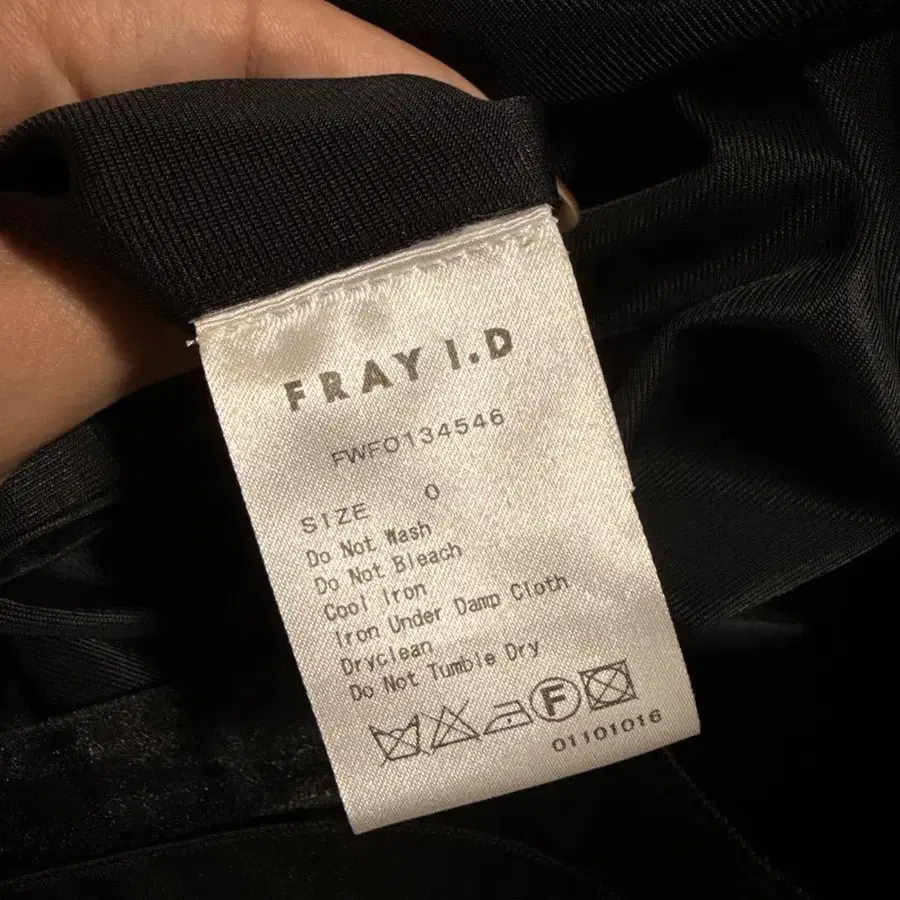 FRAY I.D
FWFO134546
SIZE 0
Do Not Wash
Do Not Bleach
Cool Iron
Iron Under Damp Cloth
Dryclean
Do Not Tumble Dry
F
01101016